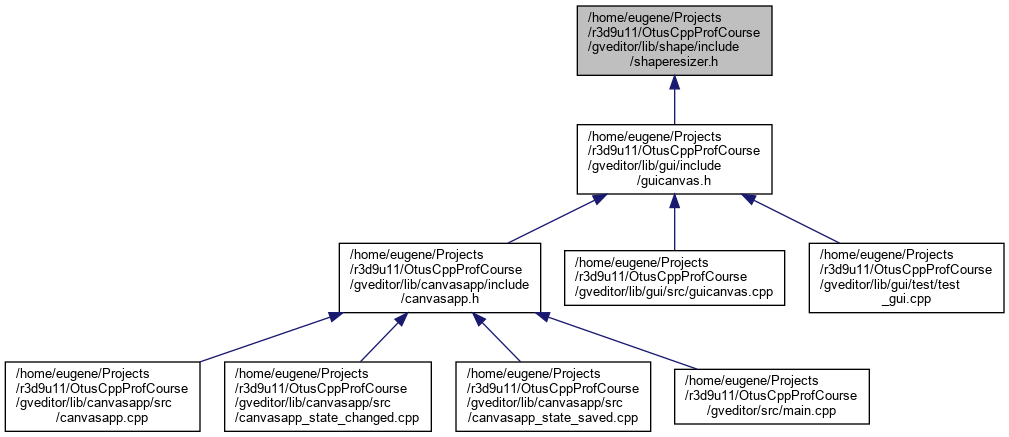 /home/eugene/Projects
/r3d9u11/OtusCppProfCourse
/gveditor/lib/shape/include
/shaperesizer.h
/home/eugene/Projects
/r3d9u11/OtusCppProfCourse
/gveditor/lib/gui/include
/guicanvas.h
/home/eugene/Projects
/r3d9u11/OtusCppProfCourse
/gveditor/lib/canvasapp/include
/canvasapp.h
/home/eugene/Projects
/r3d9u11/OtusCppProfCourse
/gveditor/lib/gui/src/guicanvas.cpp
/home/eugene/Projects
/r3d9u11/OtusCppProfCourse
/gveditor/lib/gui/test/test
_gui.cpp
/home/eugene/Projects
/r3d9u11/OtusCppProfCourse
/gveditor/lib/canvasapp/src
/canvasapp.cpp
/home/eugene/Projects
/r3d9u11/OtusCppProfCourse
/gveditor/lib/canvasapp/src
/canvasapp_state_changed.cpp
/home/eugene/Projects
/r3d9u11/OtusCppProfCourse
/gveditor/lib/canvasapp/src
/canvasapp_state_saved.cpp
/home/eugene/Projects
/r3d9u11/OtusCppProfCourse
/gveditor/src/main.cpp